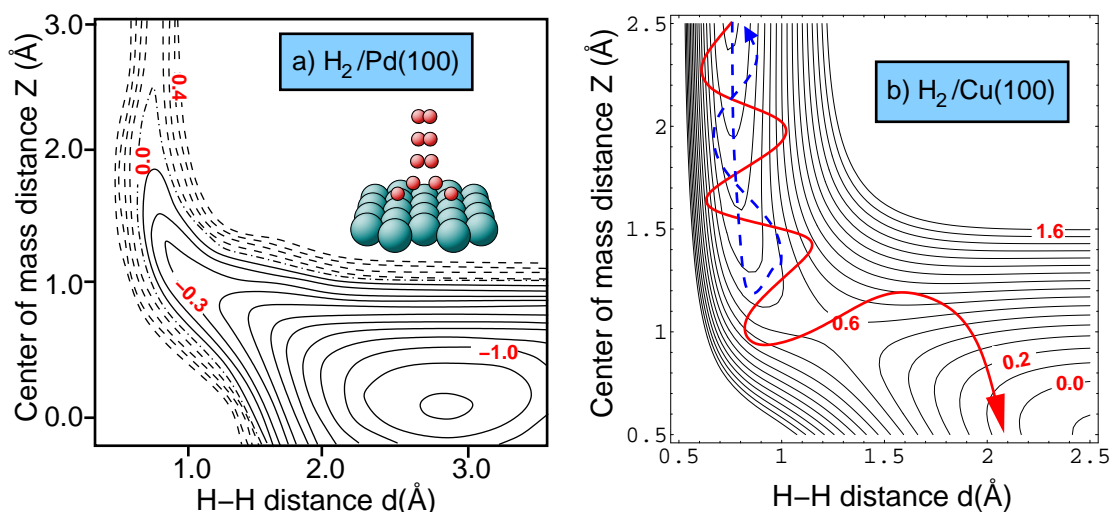 a) H2/Pd(100)
Center of mass distance Z (Å)
3.0
2.0
1.0
0.0
0.4
0.0
−0.3
−1.0
1.0 2.0 3.0
H−H distance d(Å)
b) H2/Cu(100)
Center of mass distance Z (Å)
2.5
2
1.5
1
0.5
1.6
0.6
0.2
0.0
0.5 1 1.5 2 2.5
H−H distance d(Å)